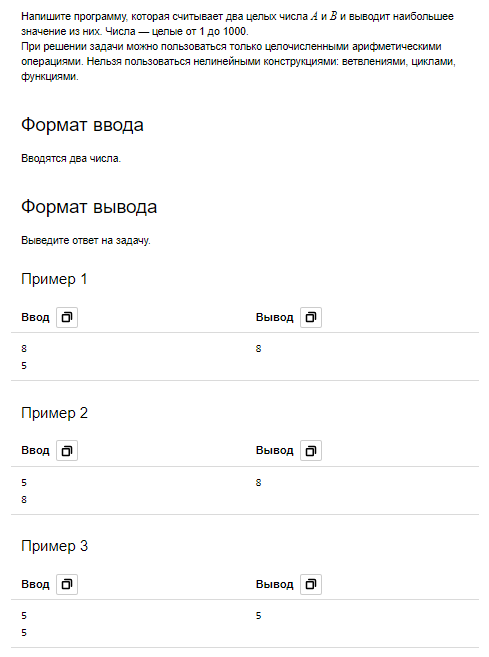 Напишите программу, которая считывает два целых числа A и B и выводит наибольшее
значение из них. Числа — целые от 1 до 1000.
При решении задачи можно пользоваться только целочисленными арифметическими
операциями. Нельзя пользоваться нелинейными конструкциями: ветвлениями, циклами,
функциями.
Формат ввода
Вводятся два числа.
Формат вывода
Выведите ответ на задачу.
Пример 1
Ввод Вывод
8 8
5
Пример 2
Ввод Вывод
5 8
8
Пример 3
Ввод Вывод
5 5
5